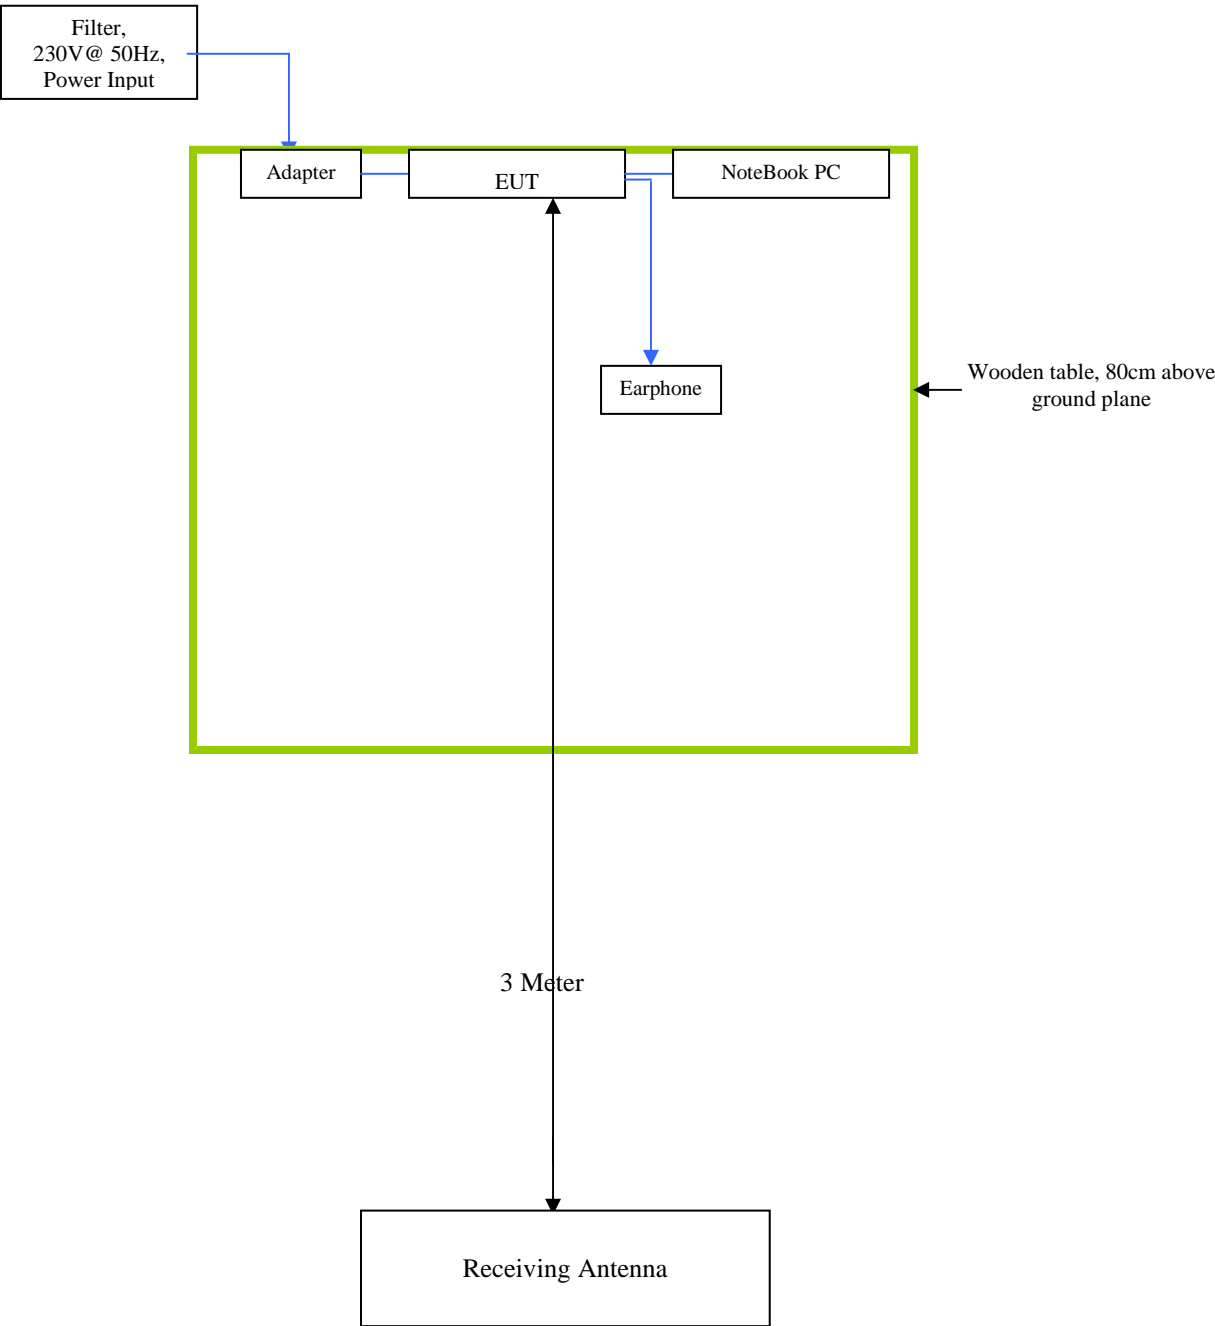 Filter,
230V@ 50Hz,
Power Input
Adapter
EUT
NoteBook PC
Earphone
Wooden table, 80cm above
ground plane
3 Meter
Receiving Antenna